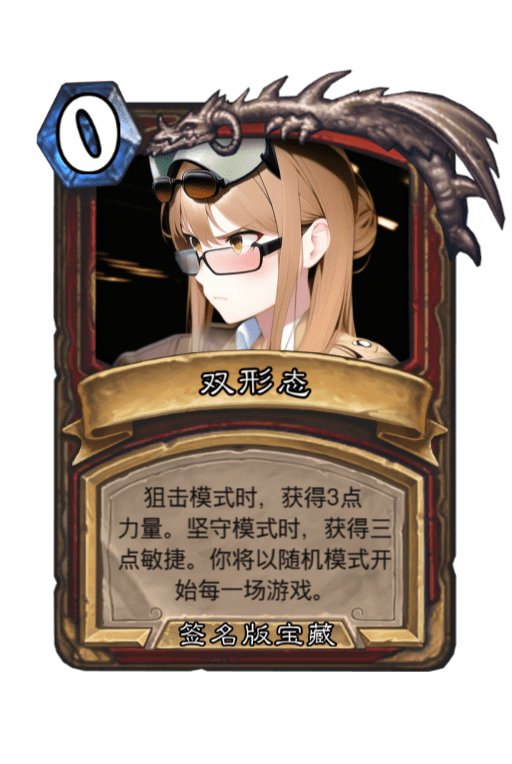 0
双形态
狙击模式时，获得3点
力量。坚守模式时，获得三
点敏捷。你将以随机模式开
始每一场游戏。
签名版宝藏